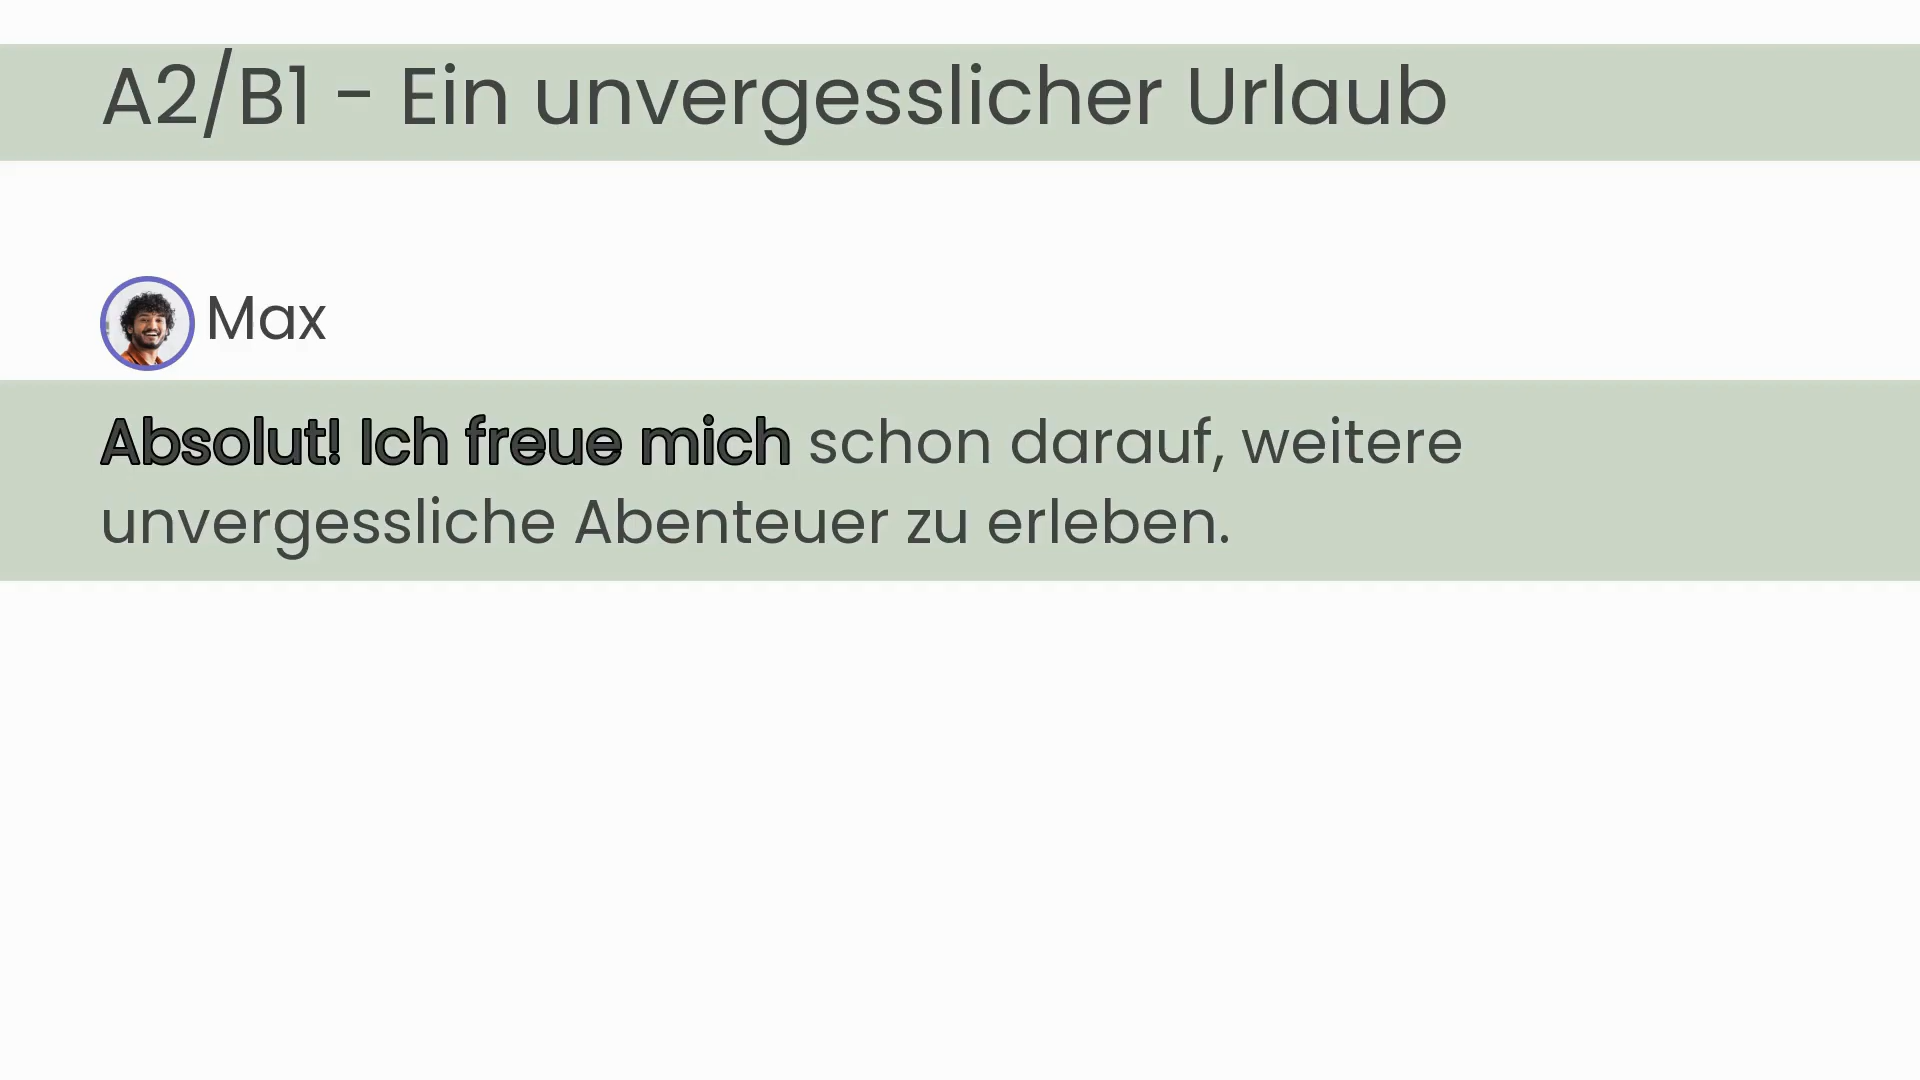 A2/B1 - Ein unvergesslicher Urlaub
Max
Absolut! Ich freue mich schon darauf, weitere
unvergessliche Abenteuer zu erleben.